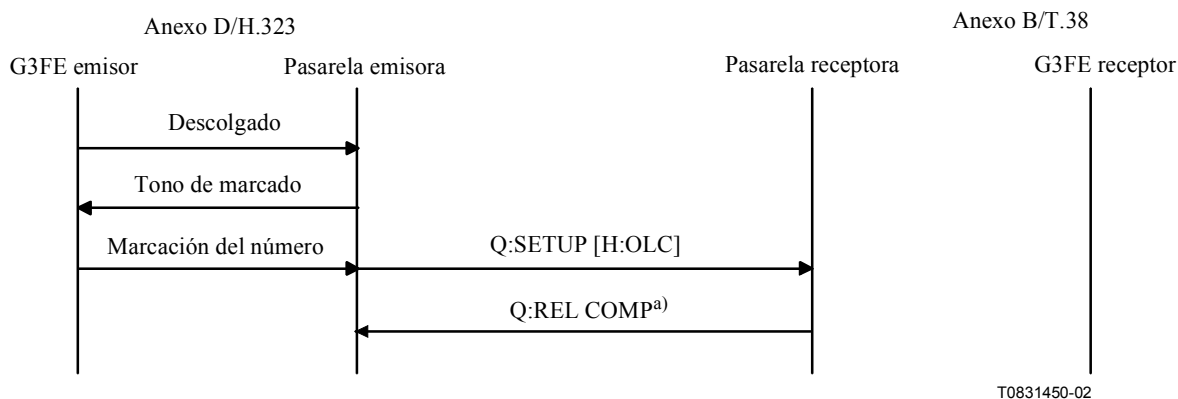 Anexo D/H.323
Anexo B/T.38
G3FE emisor
Pasarela emisora
Pasarela receptora
G3FE receptor
Descolgado
Tono de marcado
Marcación del número
Q:SETUP [H:OLC]
Q:REL COMPa)
T0831450-02